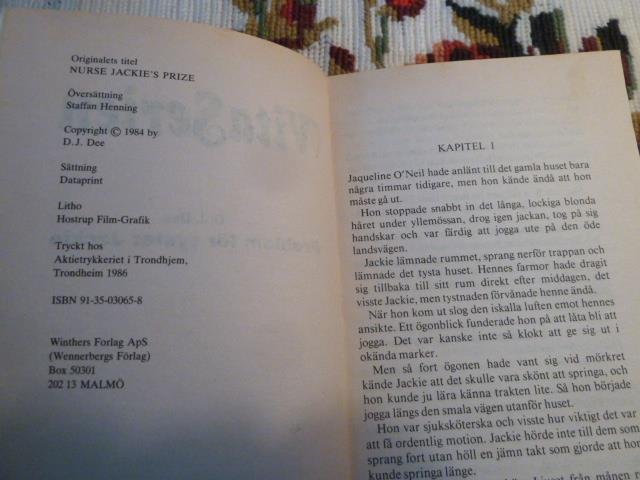 Originalets titel
NURSE JACKIE'S PRIZE
Översättning
Staffan Henning
Copyright © 1984 by
D.J. Dee
Sättning
Dataprint
Litho
Hostrup Film-Grafik
Tryckt hos
Aktietrykkeriet i Trondhjem,
Trondheim 1986
ISBN 91-35-03065-8
Winthers Forlag ApS
(Wennerbergs Förlag)
Box 50301
202 13 MALMÖ
VitaSerien
KAPITEL 1
Jaqueline O'Neil hade anlänt till det gamla huset bara
några timmar tidigare, men hon kände ändå att hon
måste gå ut.
Hon stoppade snabbt in det långa, lockiga blonda
håret under yllemössan, drog igen jackan, tog på sig
handskar och var färdig att jogga ute på den öde
landsvägen.
Jackie lämnade rummet, sprang nerför trappan och
lämnade det tysta huset. Hennes farmor hade dragit
sig tillbaka till sitt rum direkt efter middagen, det
visste Jackie, men tystnaden förvånade henne ändå.
När hon kom ut slog den iskalla luften emot hennes
ansikte. Ett ögonblick funderade hon på att låta bli att
jogga. Det var kanske inte så klokt att ge sig ut i
okända marker.
Men så fort ögonen hade vant sig vid mörkret
kände Jackie att det skulle vara skönt att springa, och
hon kunde ju lära känna trakten lite. Så hon började
jogga längs den smala vägen utanför huset.
Hon var sjuksköterska och visste hur viktigt det var
att få ordentlig motion. Jackie hörde inte till dem som
sprang fort utan höll en jämn takt som gjorde att hon
kunde springa länge.
från månen